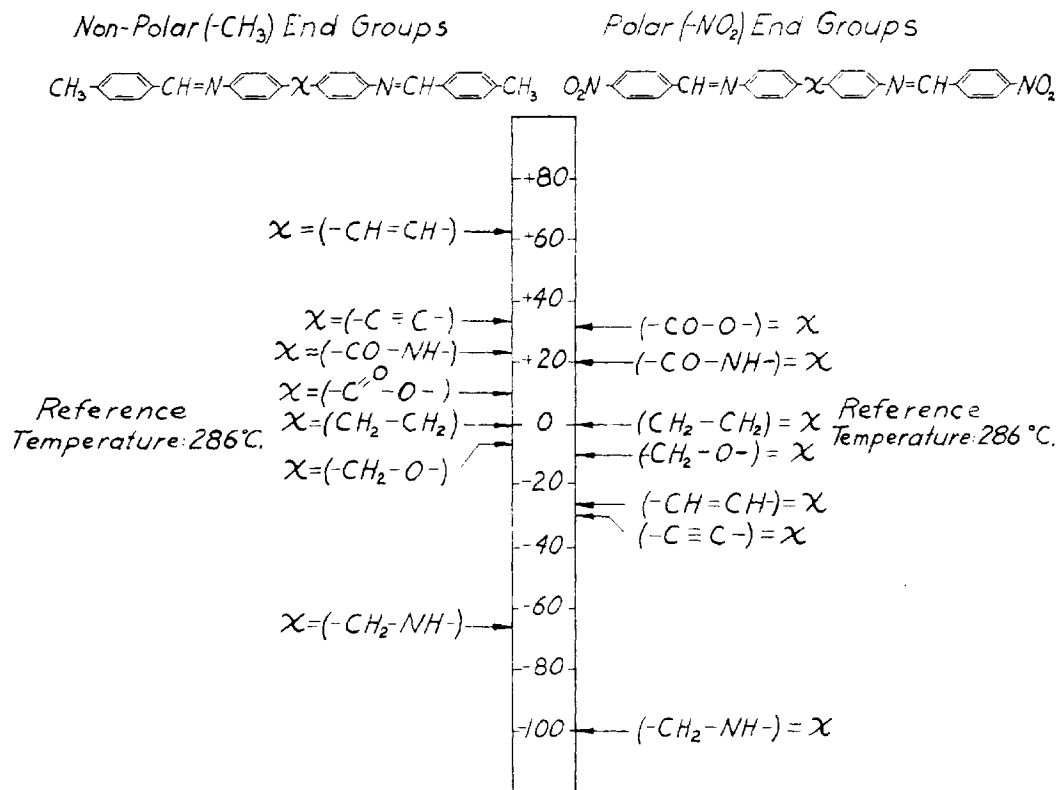 Non-Polar (-CH₃) End Groups
Polar (-NO₂) End Groups
CH₃ -CH=N- -X- -N=CH- -CH₃
O₂N- -CH=N- -X- -N=CH- -NO₂
+80
X=(-CH=CH-)
+60
+40
X=(-C≡C-)
(-CO-O-)=X
X=(-CO-NH-)
+20
(-CO-NH-)=X
X=(-C=O-O-)
Reference
Temperature: 286°C.
X=(CH₂-CH₂)
0
(CH₂-CH₂)=X
Reference
Temperature: 286°C.
X=(-CH₂-O-)
(-CH₂-O-)=X
-20
(-CH=CH-)=X
(-C≡C-)=X
-40
-60
X=(-CH₂-NH-)
-80
-100
(-CH₂-NH-)=X